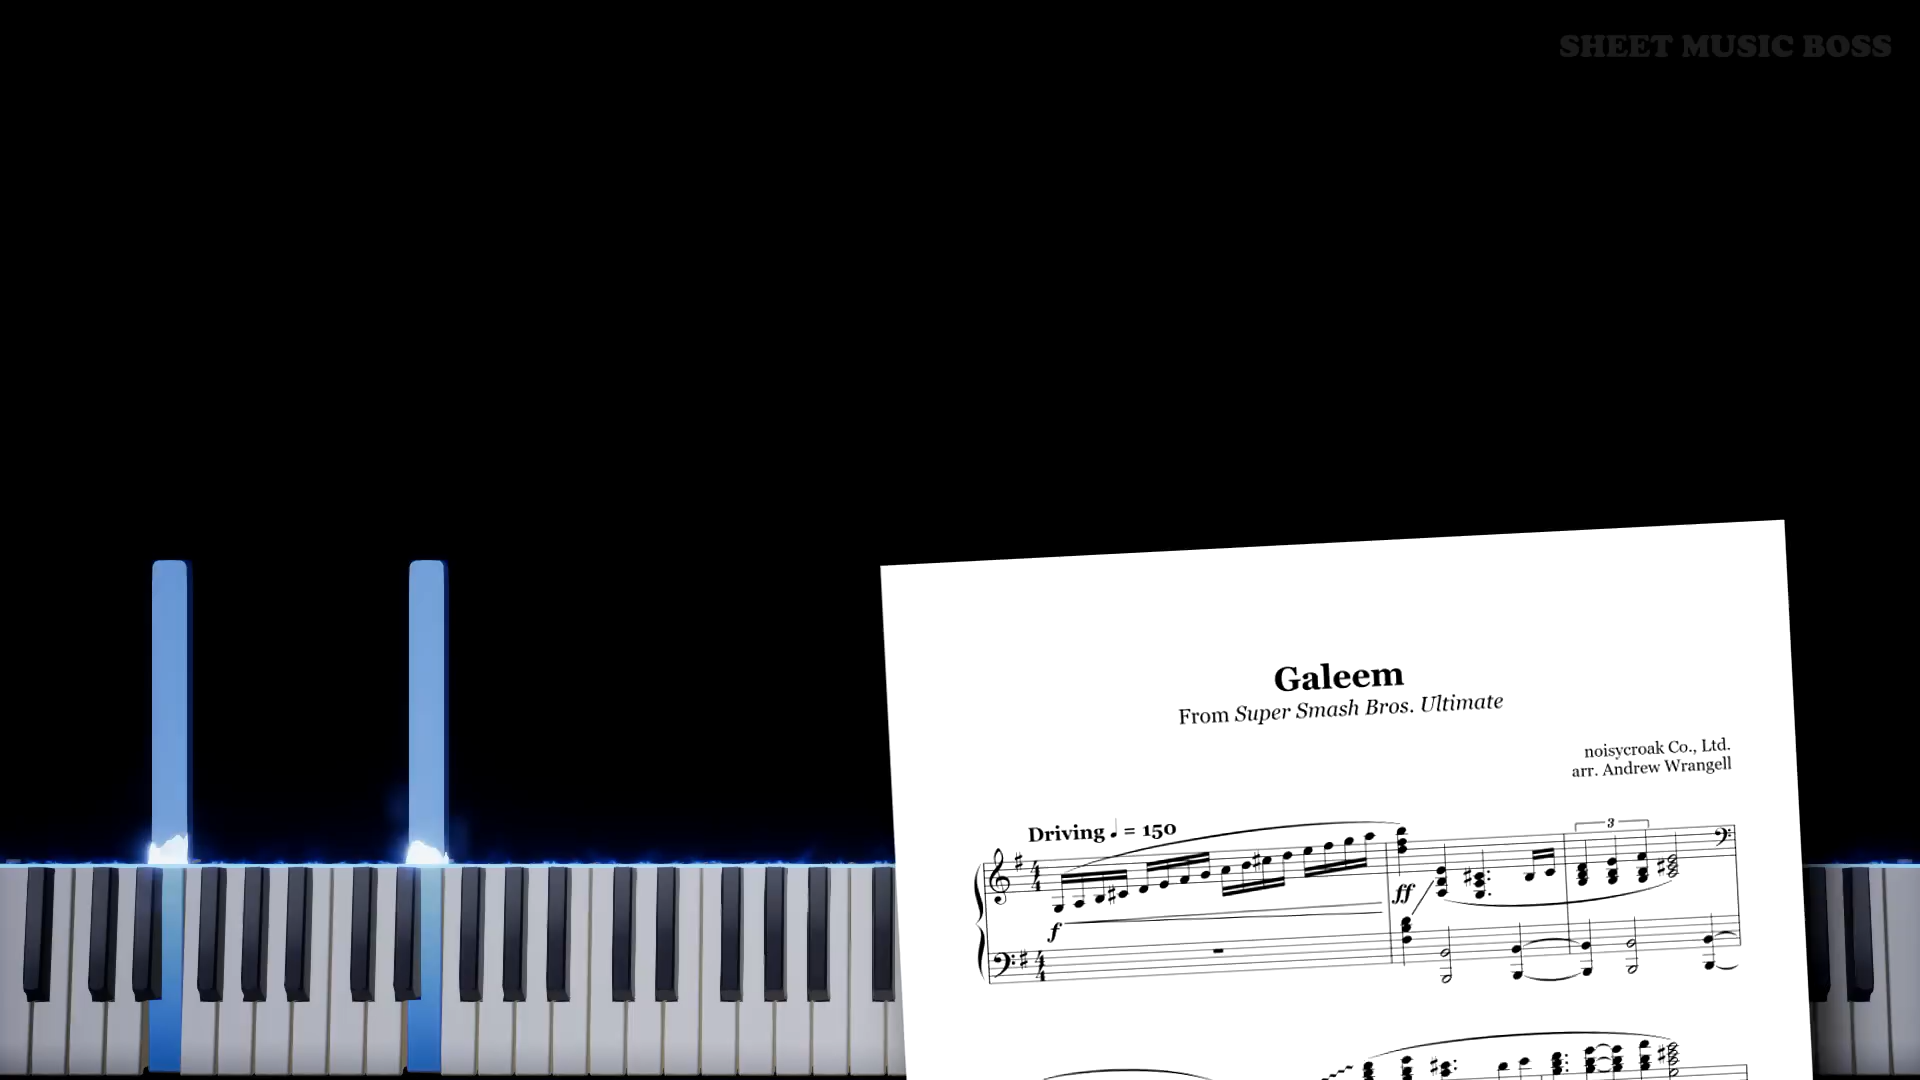 SHEET MUSIC BOSS
Galeem
From Super Smash Bros. Ultimate
noisycroak Co., Ltd.
arr. Andrew Wrangell
Driving ♩ = 150
3
f
ff